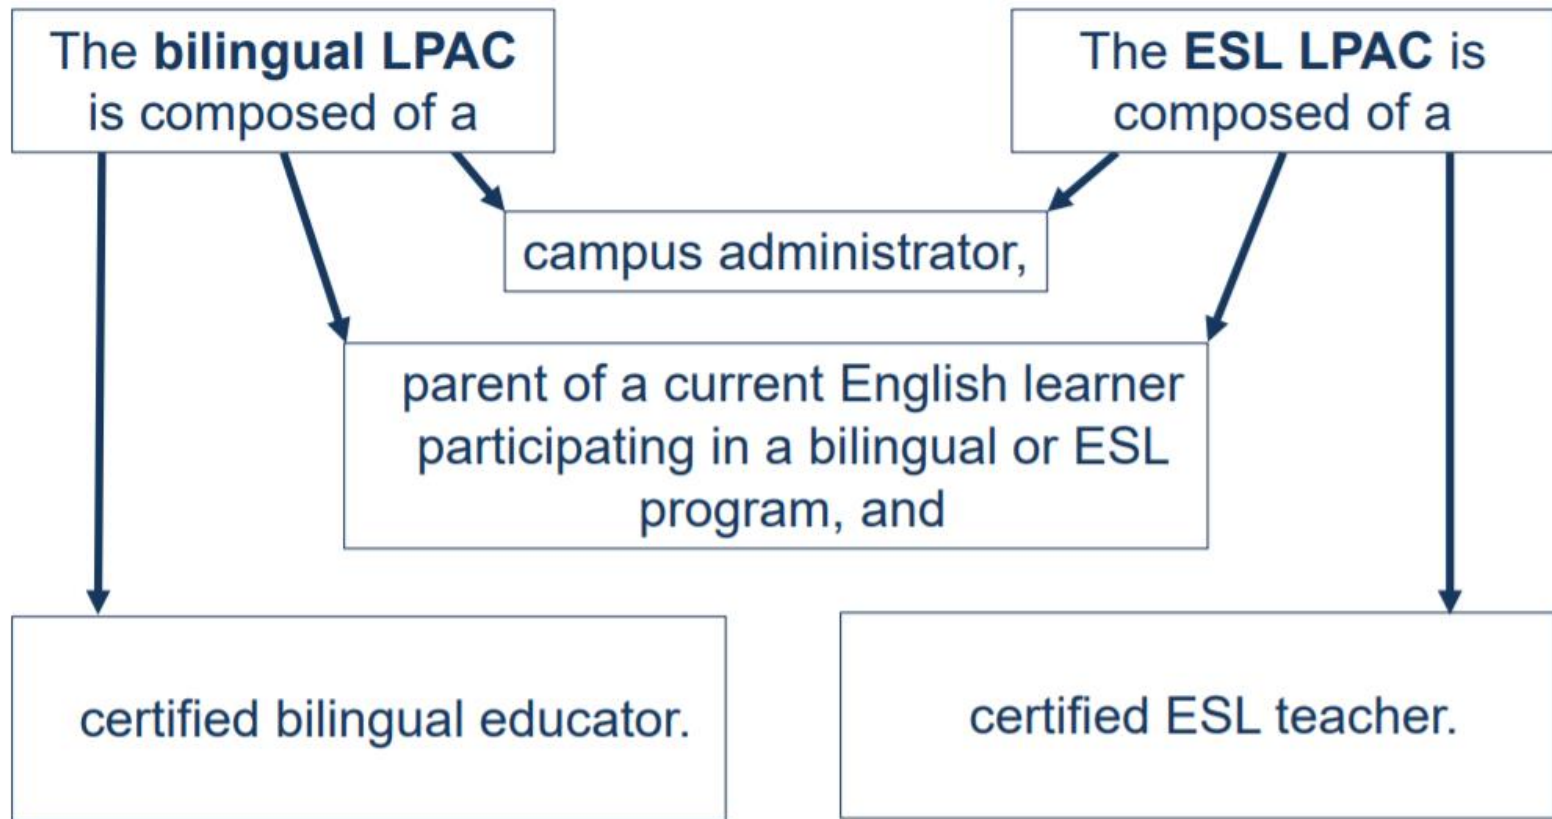 The bilingual LPAC
is composed of a
The ESL LPAC is
composed of a
campus administrator,
parent of a current English learner
participating in a bilingual or ESL
program, and
certified bilingual educator.
certified ESL teacher.